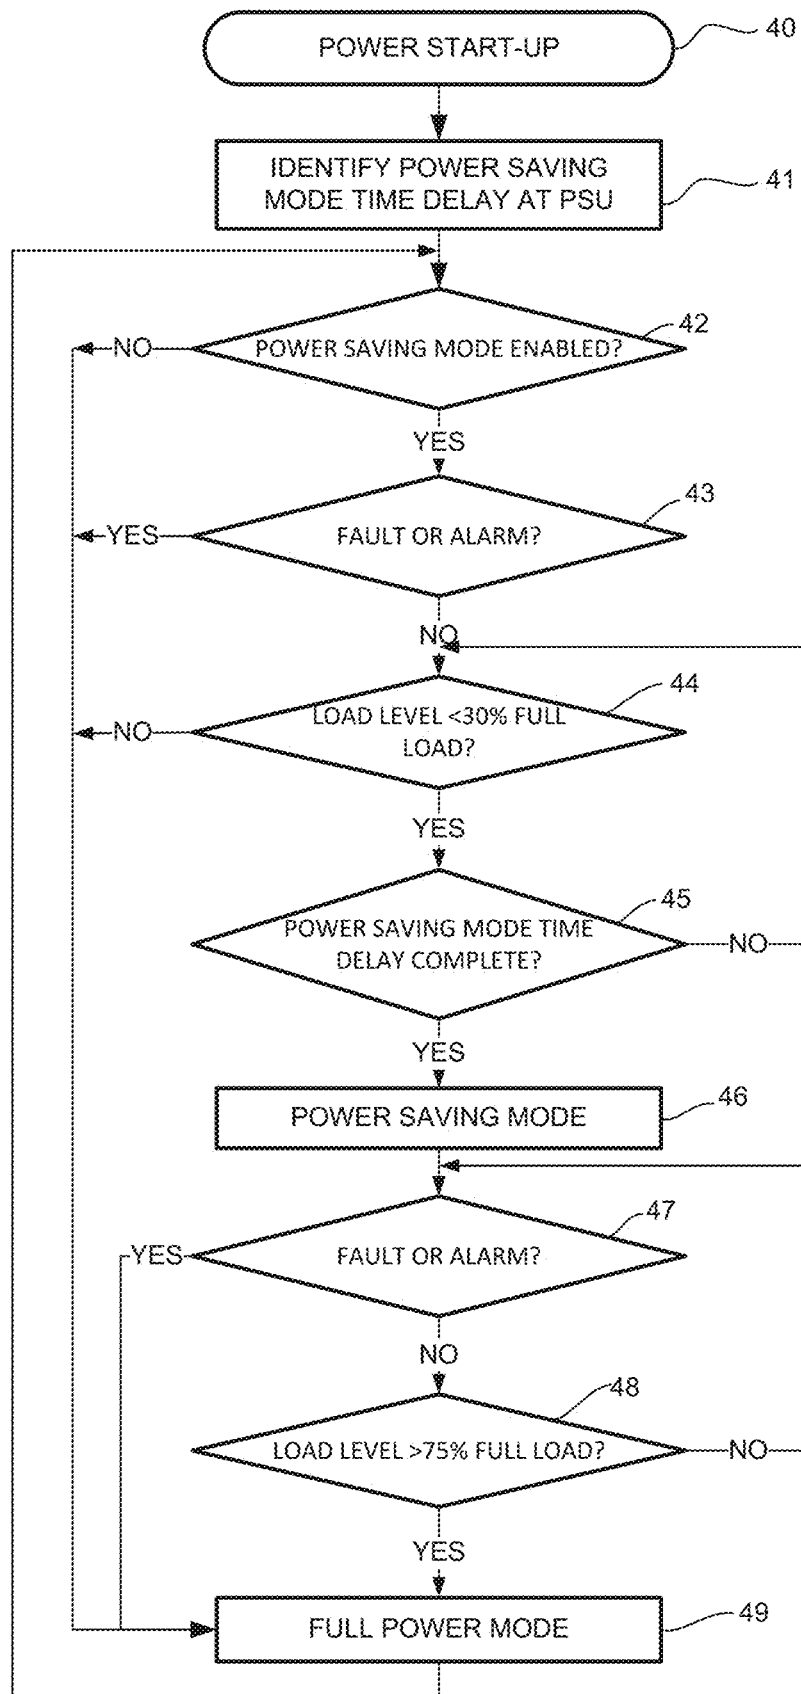 POWER START-UP
40
IDENTIFY POWER SAVING
MODE TIME DELAY AT PSU
41
42
NO
POWER SAVING MODE ENABLED?
YES
43
YES
FAULT OR ALARM?
NO
44
NO
LOAD LEVEL <30% FULL
LOAD?
YES
45
POWER SAVING MODE TIME
DELAY COMPLETE?
NO
YES
POWER SAVING MODE
46
47
YES
FAULT OR ALARM?
NO
48
LOAD LEVEL >75% FULL LOAD?
NO
YES
FULL POWER MODE
49